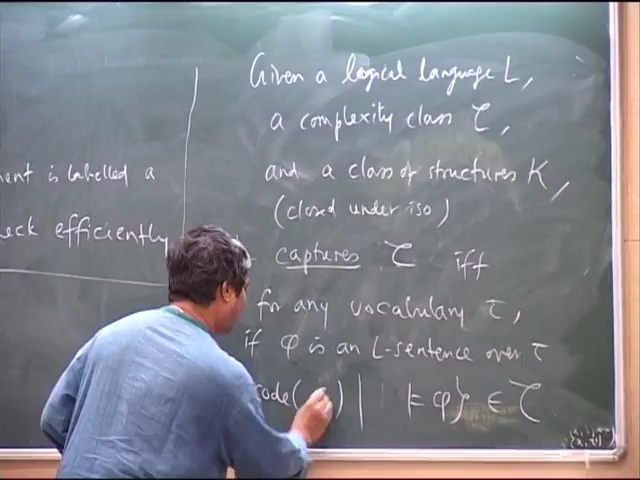 ment is labelled a
eck efficiently
Given a logical language L,
a complexity class ζ,
and a class of structures K,
(closed under iso)
captures ζ iff
for any vocabulary τ,
if φ is an L-sentence over τ
code( ) | ⊨ φ} ∈ ζ